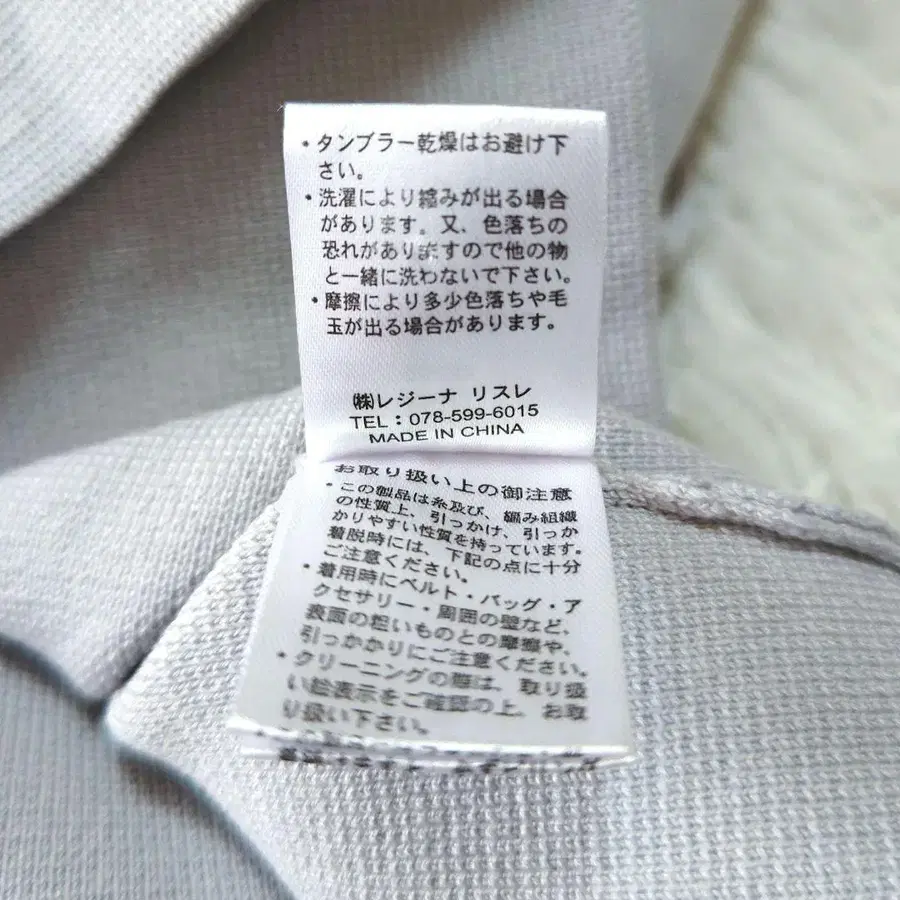 ・タンブラー乾燥はお避け下
さい。
・洗濯により縮みが出る場合
があります。又、色落ちの
恐れがありますので他の物
と一緒に洗わないで下さい。
・摩擦により多少色落ちや毛
玉が出る場合があります。
㈱レジーナ リスレ
TEL：078-599-6015
MADE IN CHINA
お取り扱い上の御注意
・この製品は糸及び、編み組織
の性質上、引っかけ、引っか
かりやすい性質を持っています。
着脱時には、下記の点に十分
ご注意ください。
・着用時にベルト・バッグ・ア
クセサリー・周囲の壁など、
表面の粗いものとの摩擦や、
引っかかりにご注意ください。
・クリーニングの際は、取り扱
い絵表示をご確認の上、お取
り扱い下さい。